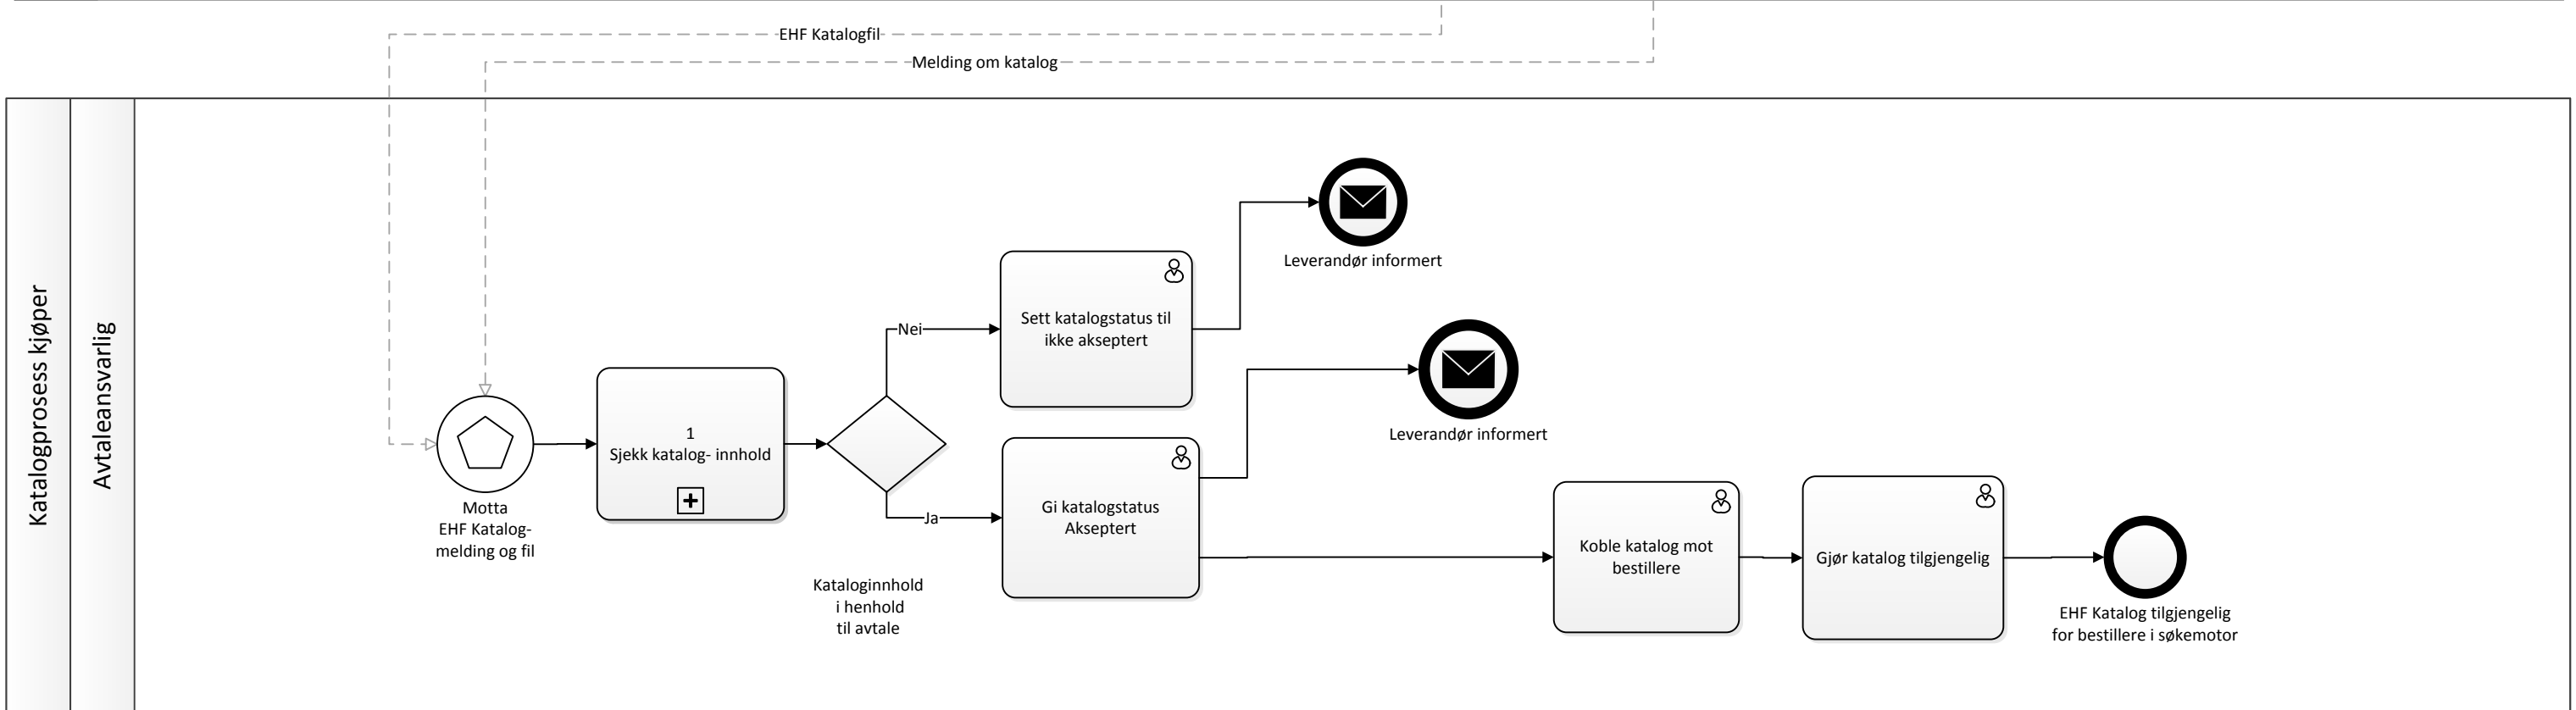 EHF Katalogfil
Melding om katalog
Katalogprosess kjøper
Avtaleansvarlig
Motta
EHF Katalog-
melding og fil
1
Sjekk katalog- innhold
Nei
Ja
Kataloginnhold
i henhold
til avtale
Sett katalogstatus til
ikke akseptert
Leverandør informert
Gi katalogstatus
Akseptert
Leverandør informert
Koble katalog mot
bestillere
Gjør katalog tilgjengelig
EHF Katalog tilgjengelig
for bestillere i søkemotor